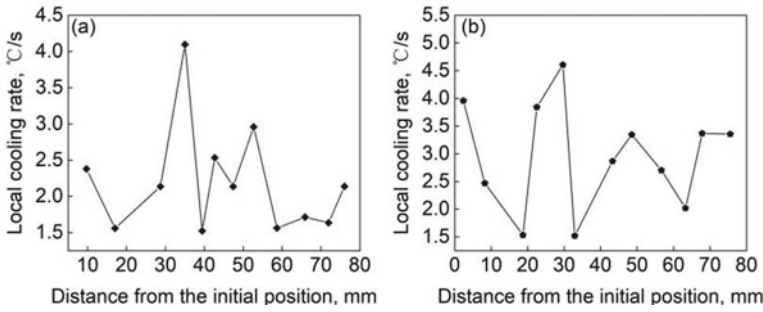 (a)
4.5
4.0
3.5
3.0
2.5
2.0
1.5
Local cooling rate, ℃/s
10 20 30 40 50 60 70 80
Distance from the initial position, mm
(b)
5.5
5.0
4.5
4.0
3.5
3.0
2.5
2.0
1.5
Local cooling rate, ℃/s
0 10 20 30 40 50 60 70 80
Distance from the initial position, mm